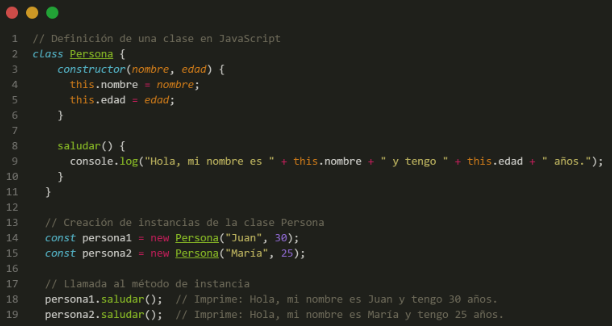 1 // Definición de una clase en JavaScript
2 class Persona {
3 constructor(nombre, edad) {
4 this.nombre = nombre;
5 this.edad = edad;
6 }
7
8 saludar() {
9 console.log("Hola, mi nombre es " + this.nombre + " y tengo " + this.edad + " años.");
10 }
11 }
12
13 // Creación de instancias de la clase Persona
14 const persona1 = new Persona("Juan", 30);
15 const persona2 = new Persona("María", 25);
16
17 // Llamada al método de instancia
18 persona1.saludar(); // Imprime: Hola, mi nombre es Juan y tengo 30 años.
19 persona2.saludar(); // Imprime: Hola, mi nombre es María y tengo 25 años.